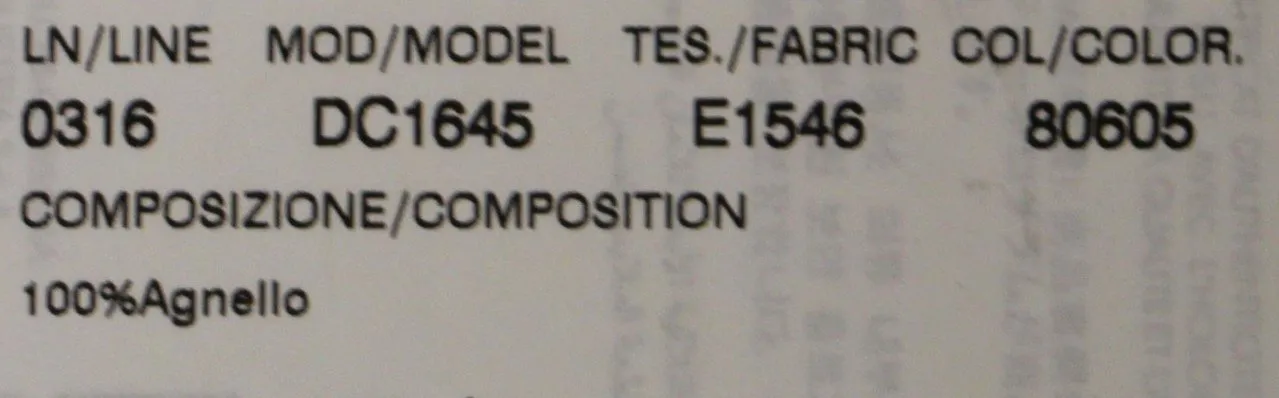 LN/LINE MOD/MODEL TES./FABRIC COL/COLOR.
0316 DC1645 E1546 80605
COMPOSIZIONE/COMPOSITION
100%Agnello